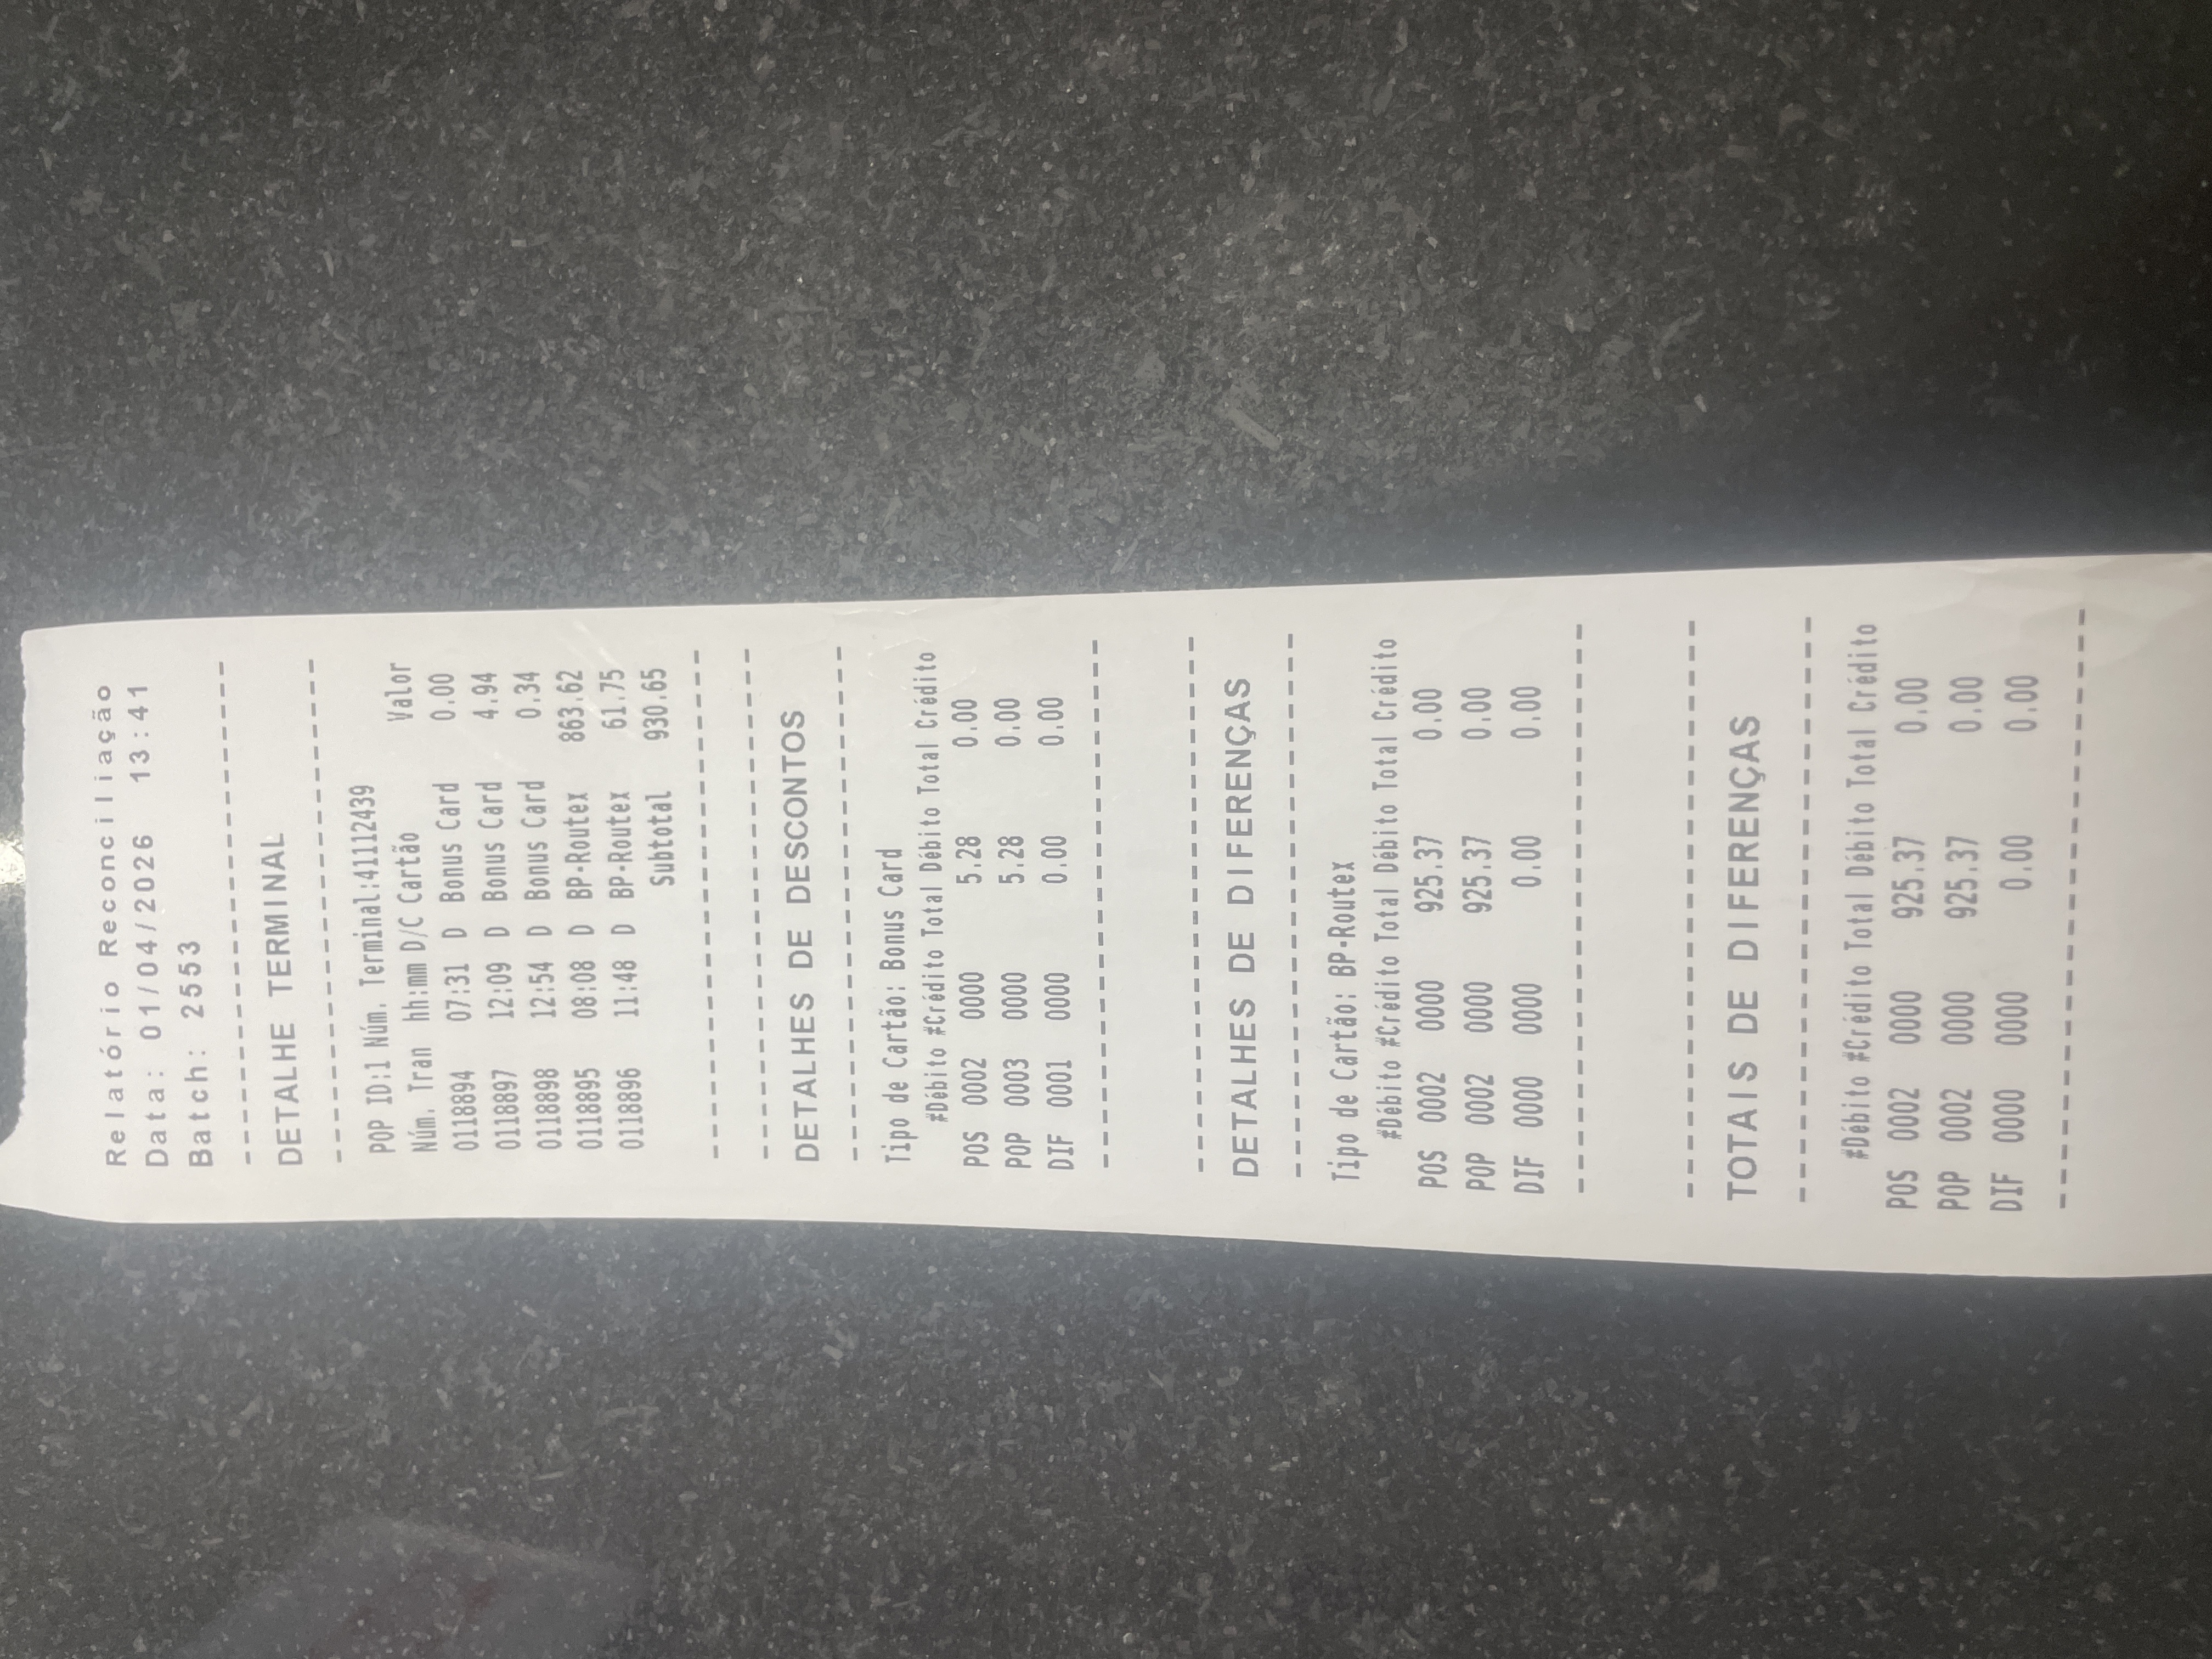 Relatório Reconciliação
Data: 01/04/2026 13:41
Batch: 2553
DETALHE TERMINAL
POP ID:1 Núm. Terminal:41112439
Núm. Tran hh:mm D/C Cartão Valor
0118894 07:31 D Bonus Card 0.00
0118897 12:09 D Bonus Card 4.94
0118898 12:54 D Bonus Card 0.34
0118895 08:08 D BP-Routex 863.62
0118896 11:48 D BP-Routex 61.75
Subtotal 930.65
DETALHES DE DESCONTOS
Tipo de Cartão: Bonus Card
#Débito #Crédito Total Débito Total Crédito
POS 0002 0000 5.28 0.00
POP 0003 0000 5.28 0.00
DIF 0001 0000 0.00 0.00
DETALHES DE DIFERENÇAS
Tipo de Cartão: BP-Routex
#Débito #Crédito Total Débito Total Crédito
POS 0002 0000 925.37 0.00
POP 0002 0000 925.37 0.00
DIF 0000 0000 0.00 0.00
TOTAIS DE DIFERENÇAS
#Débito #Crédito Total Débito Total Crédito
POS 0002 0000 925.37 0.00
POP 0002 0000 925.37 0.00
DIF 0000 0000 0.00 0.00